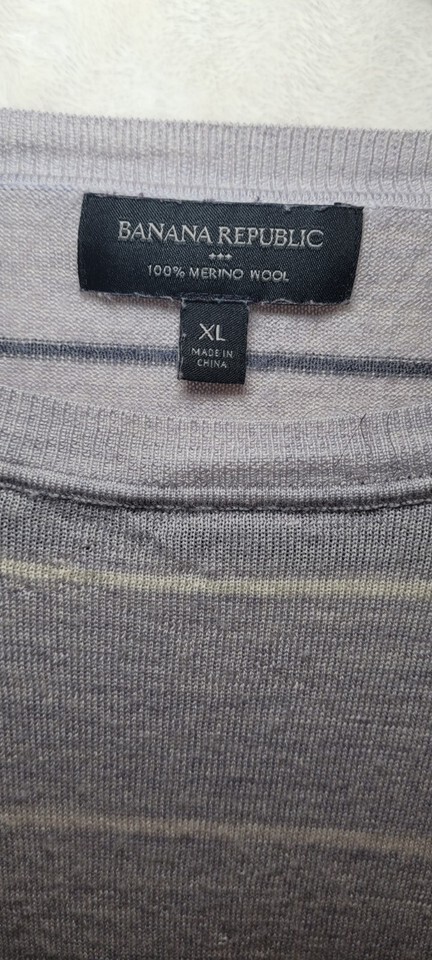 BANANA REPUBLIC
***
100% MERINO WOOL
XL
MADE IN
CHINA